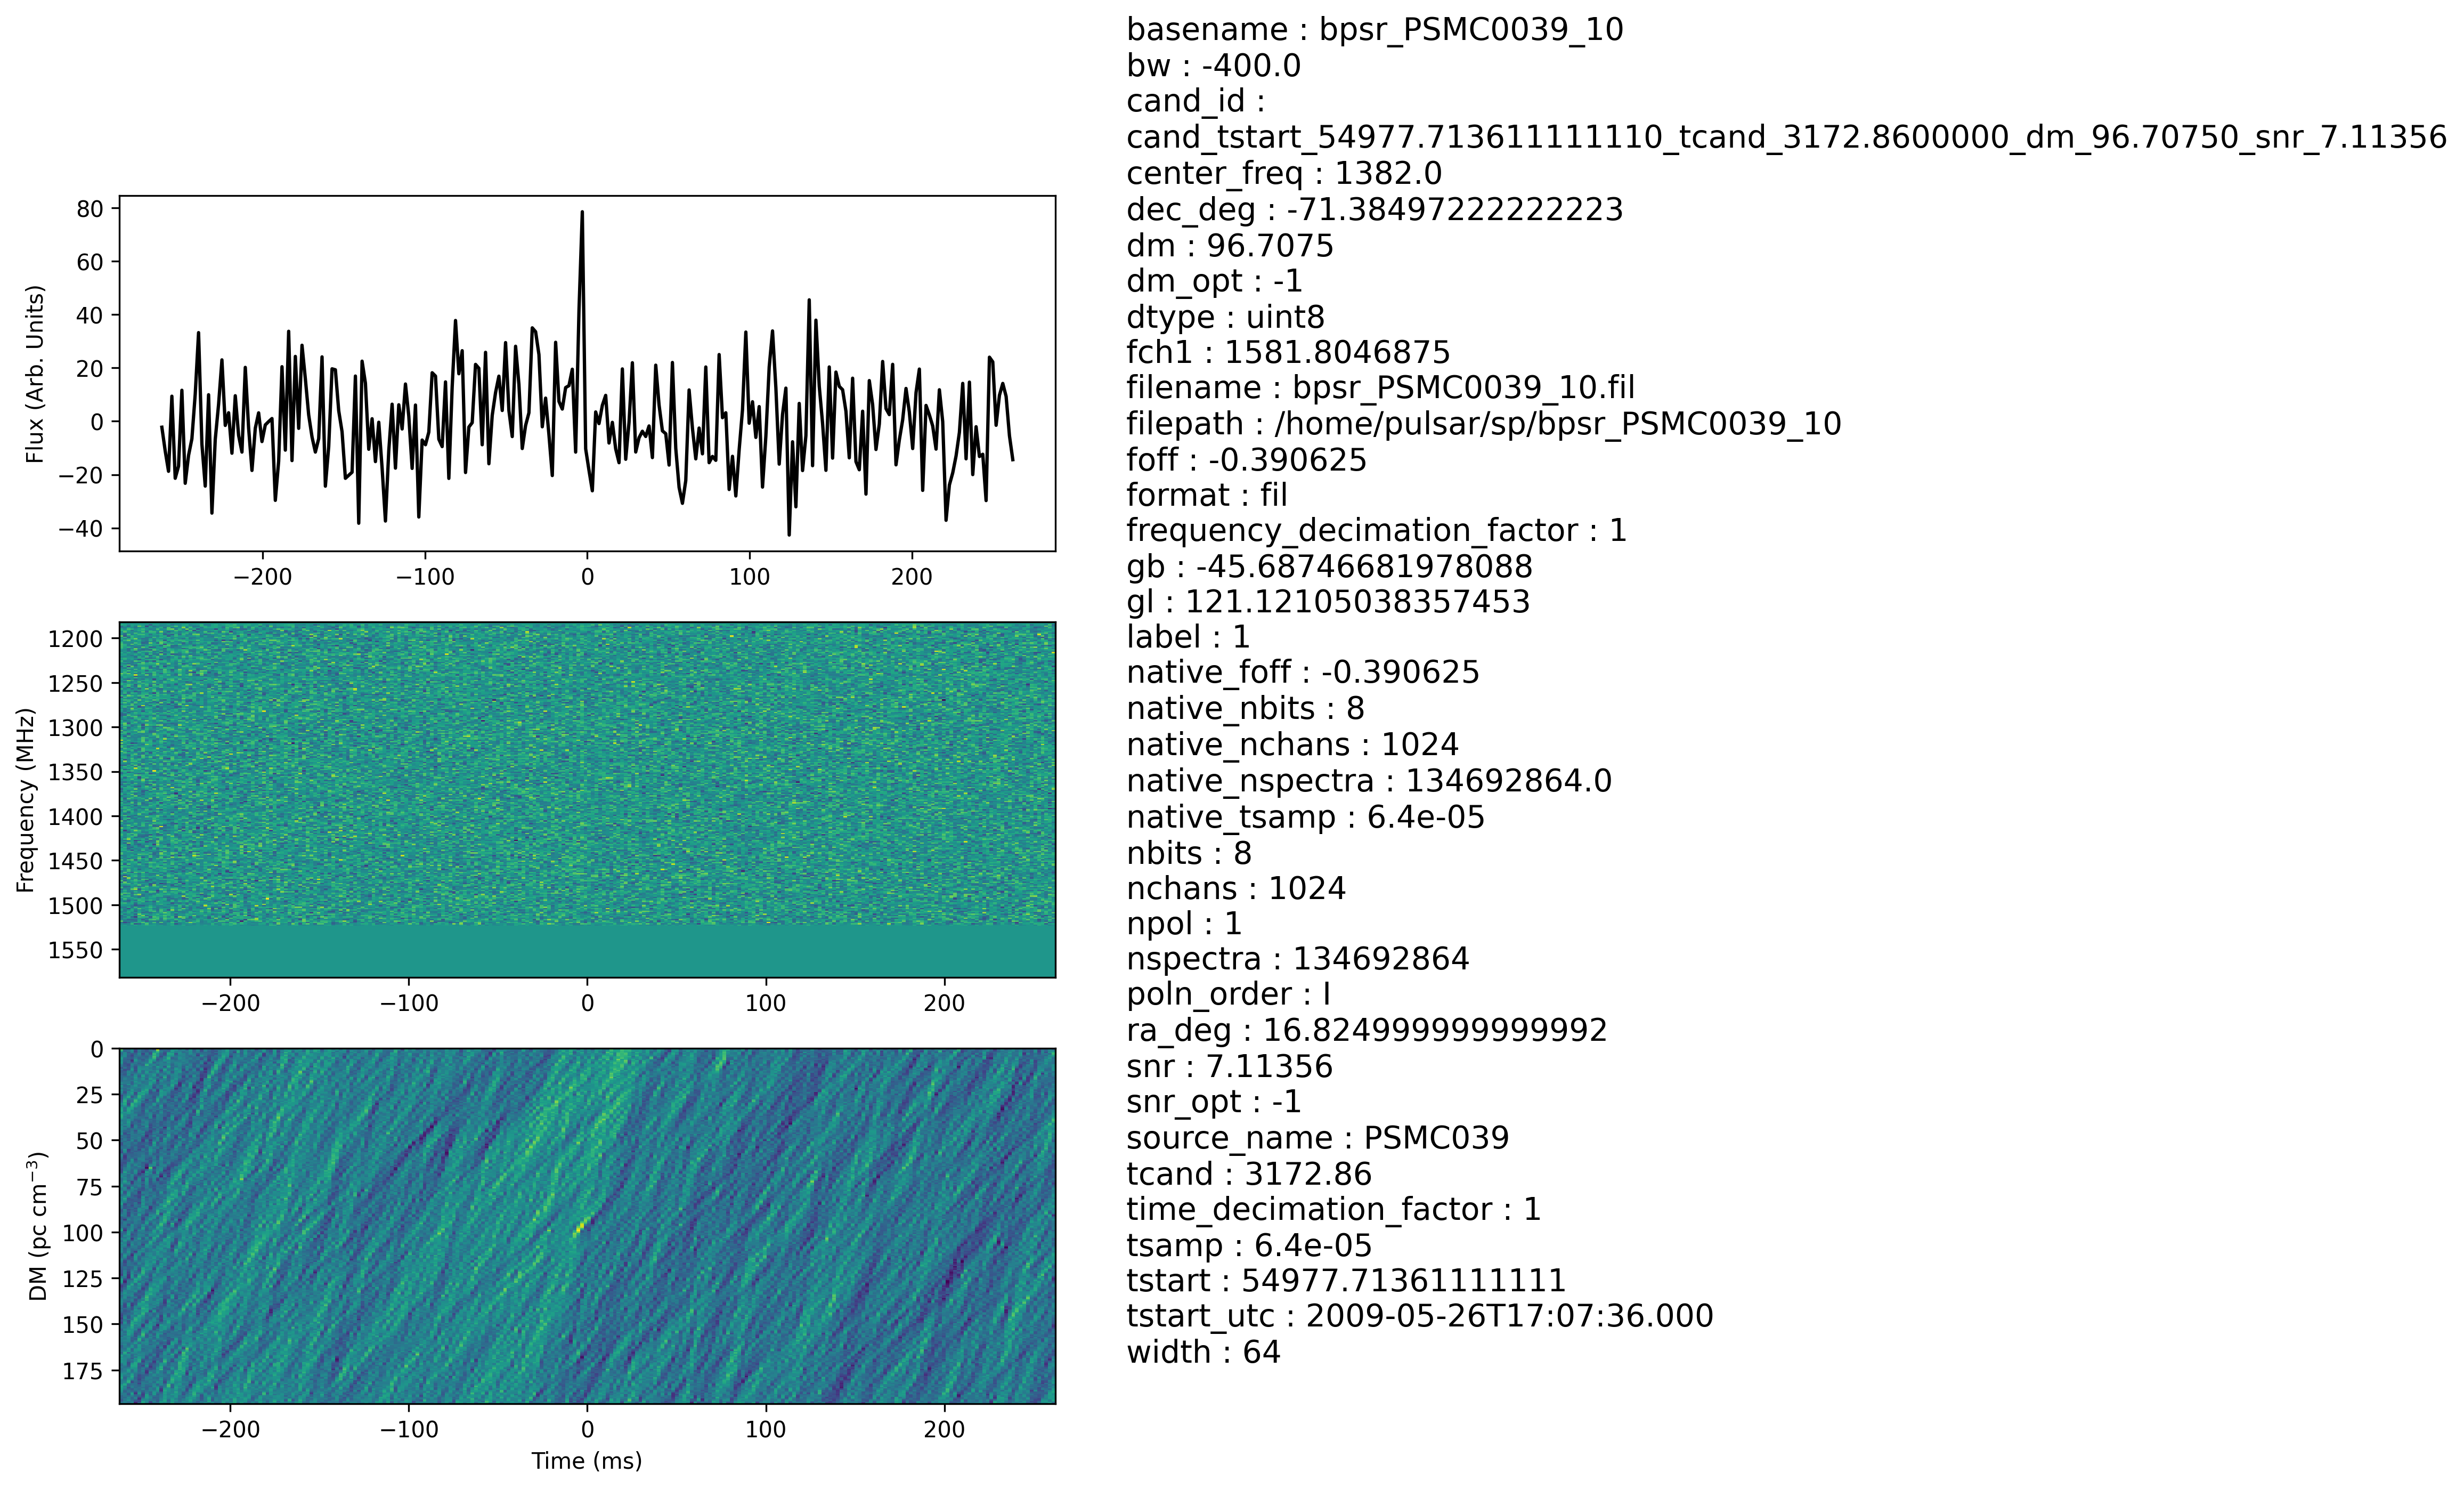 basename : bpsr_PSMC0039_10
bw : -400.0
cand_id :
cand_tstart_54977.713611111110_tcand_3172.8600000_dm_96.70750_snr_7.11356
center_freq : 1382.0
dec_deg : -71.38497222222223
dm : 96.7075
dm_opt : -1
dtype : uint8
fch1 : 1581.8046875
filename : bpsr_PSMC0039_10.fil
filepath : /home/pulsar/sp/bpsr_PSMC0039_10
foff : -0.390625
format : fil
frequency_decimation_factor : 1
gb : -45.68746681978088
gl : 121.12105038357453
label : 1
native_foff : -0.390625
native_nbits : 8
native_nchans : 1024
native_nspectra : 134692864.0
native_tsamp : 6.4e-05
nbits : 8
nchans : 1024
npol : 1
nspectra : 134692864
poln_order : I
ra_deg : 16.824999999999992
snr : 7.11356
snr_opt : -1
source_name : PSMC039
tcand : 3172.86
time_decimation_factor : 1
tsamp : 6.4e-05
tstart : 54977.71361111111
tstart_utc : 2009-05-26T17:07:36.000
width : 64
Flux (Arb. Units)
80
60
40
20
0
−20
−40
−200 −100 0 100 200
Frequency (MHz)
1200
1250
1300
1350
1400
1450
1500
1550
−200 −100 0 100 200
DM (pc cm⁻³)
0
25
50
75
100
125
150
175
−200 −100 0 100 200
Time (ms)